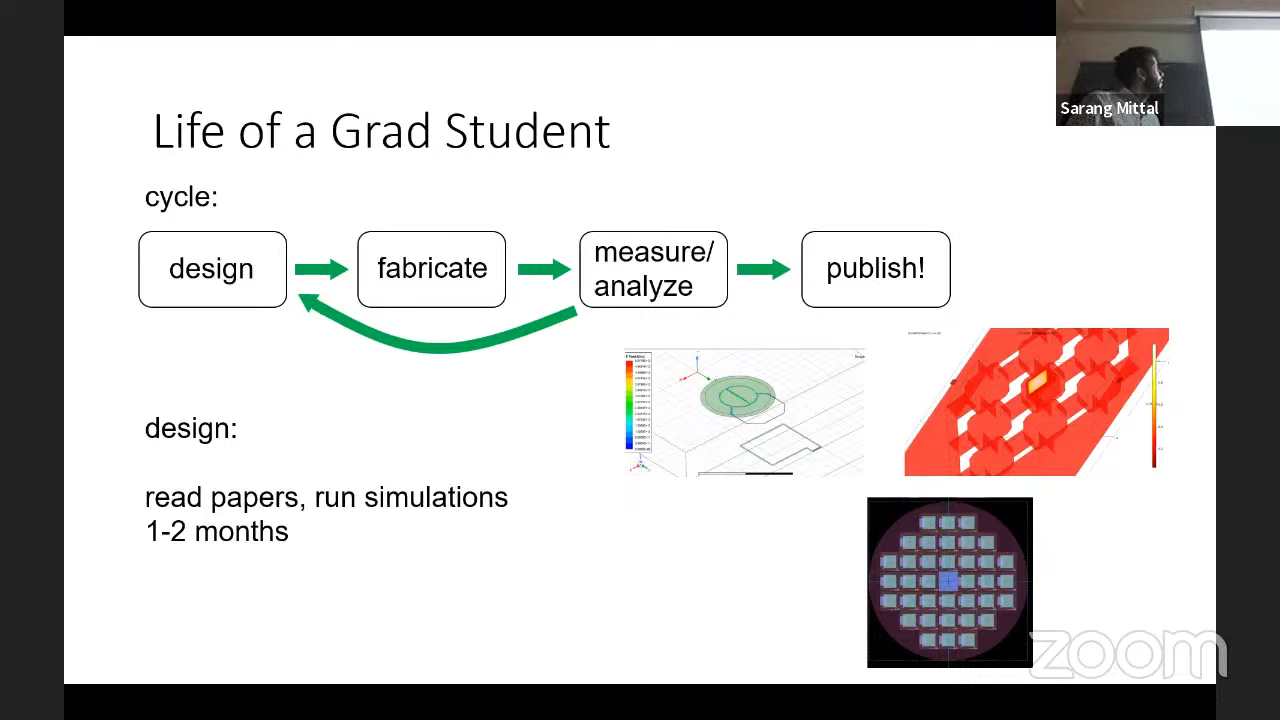 Sarang Mittal
Life of a Grad Student
cycle:
design
fabricate
measure/
analyze
publish!
design:
read papers, run simulations
1-2 months
zoom